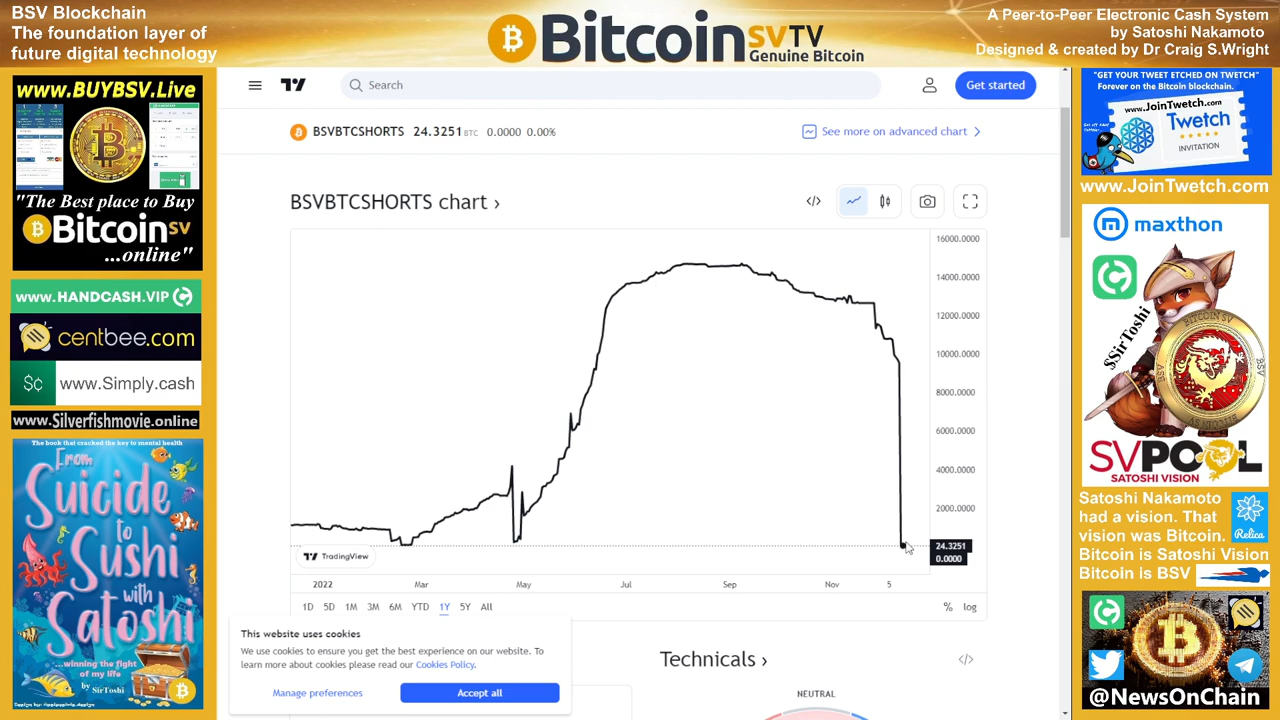 BSV Blockchain
The foundation layer of
future digital technology
Bitcoin SV TV
Genuine Bitcoin
A Peer-to-Peer Electronic Cash System
by Satoshi Nakamoto
Designed & created by Dr Craig S.Wright
www.BUYBSV.Live
"The Best place to Buy
Bitcoin SV
...online"
www.HANDCASH.VIP
centbee.com
$c www.Simply.cash
www.Silverfishmovie.online
The book that cracked the key to mental health
From
Suicide
to
Sushi
with
Satoshi
...winning the fight
of my life
by SirToshi
Search
Get started
BSVBTCSHORTS 24.3251 BTC 0.0000 0.00%
See more on advanced chart
BSVBTCSHORTS chart ›
16000.0000
14000.0000
12000.0000
10000.0000
8000.0000
6000.0000
4000.0000
2000.0000
24.3251
0.0000
TradingView
2022 Mar May Jul Sep Nov 5
1D 5D 1M 3M 6M YTD 1Y 5Y All
% log
This website uses cookies
We use cookies to ensure you get the best experience on our website. To
learn more about cookies please read our Cookies Policy.
Manage preferences
Accept all
Technicals ›
NEUTRAL
"GET YOUR TWEET ETCHED ON TWETCH"
Forever on the Bitcoin blockchain.
www.JoinTwetch.com
Twetch
INVITATION
www.JoinTwetch.com
maxthon
$SirToshi
BITCOIN SV
BSV
SVPOOL
SATOSHI VISION
Satoshi Nakamoto
had a vision. That
vision was Bitcoin.
Relica
Bitcoin is Satoshi Vision
Bitcoin is BSV
@NewsOnChain